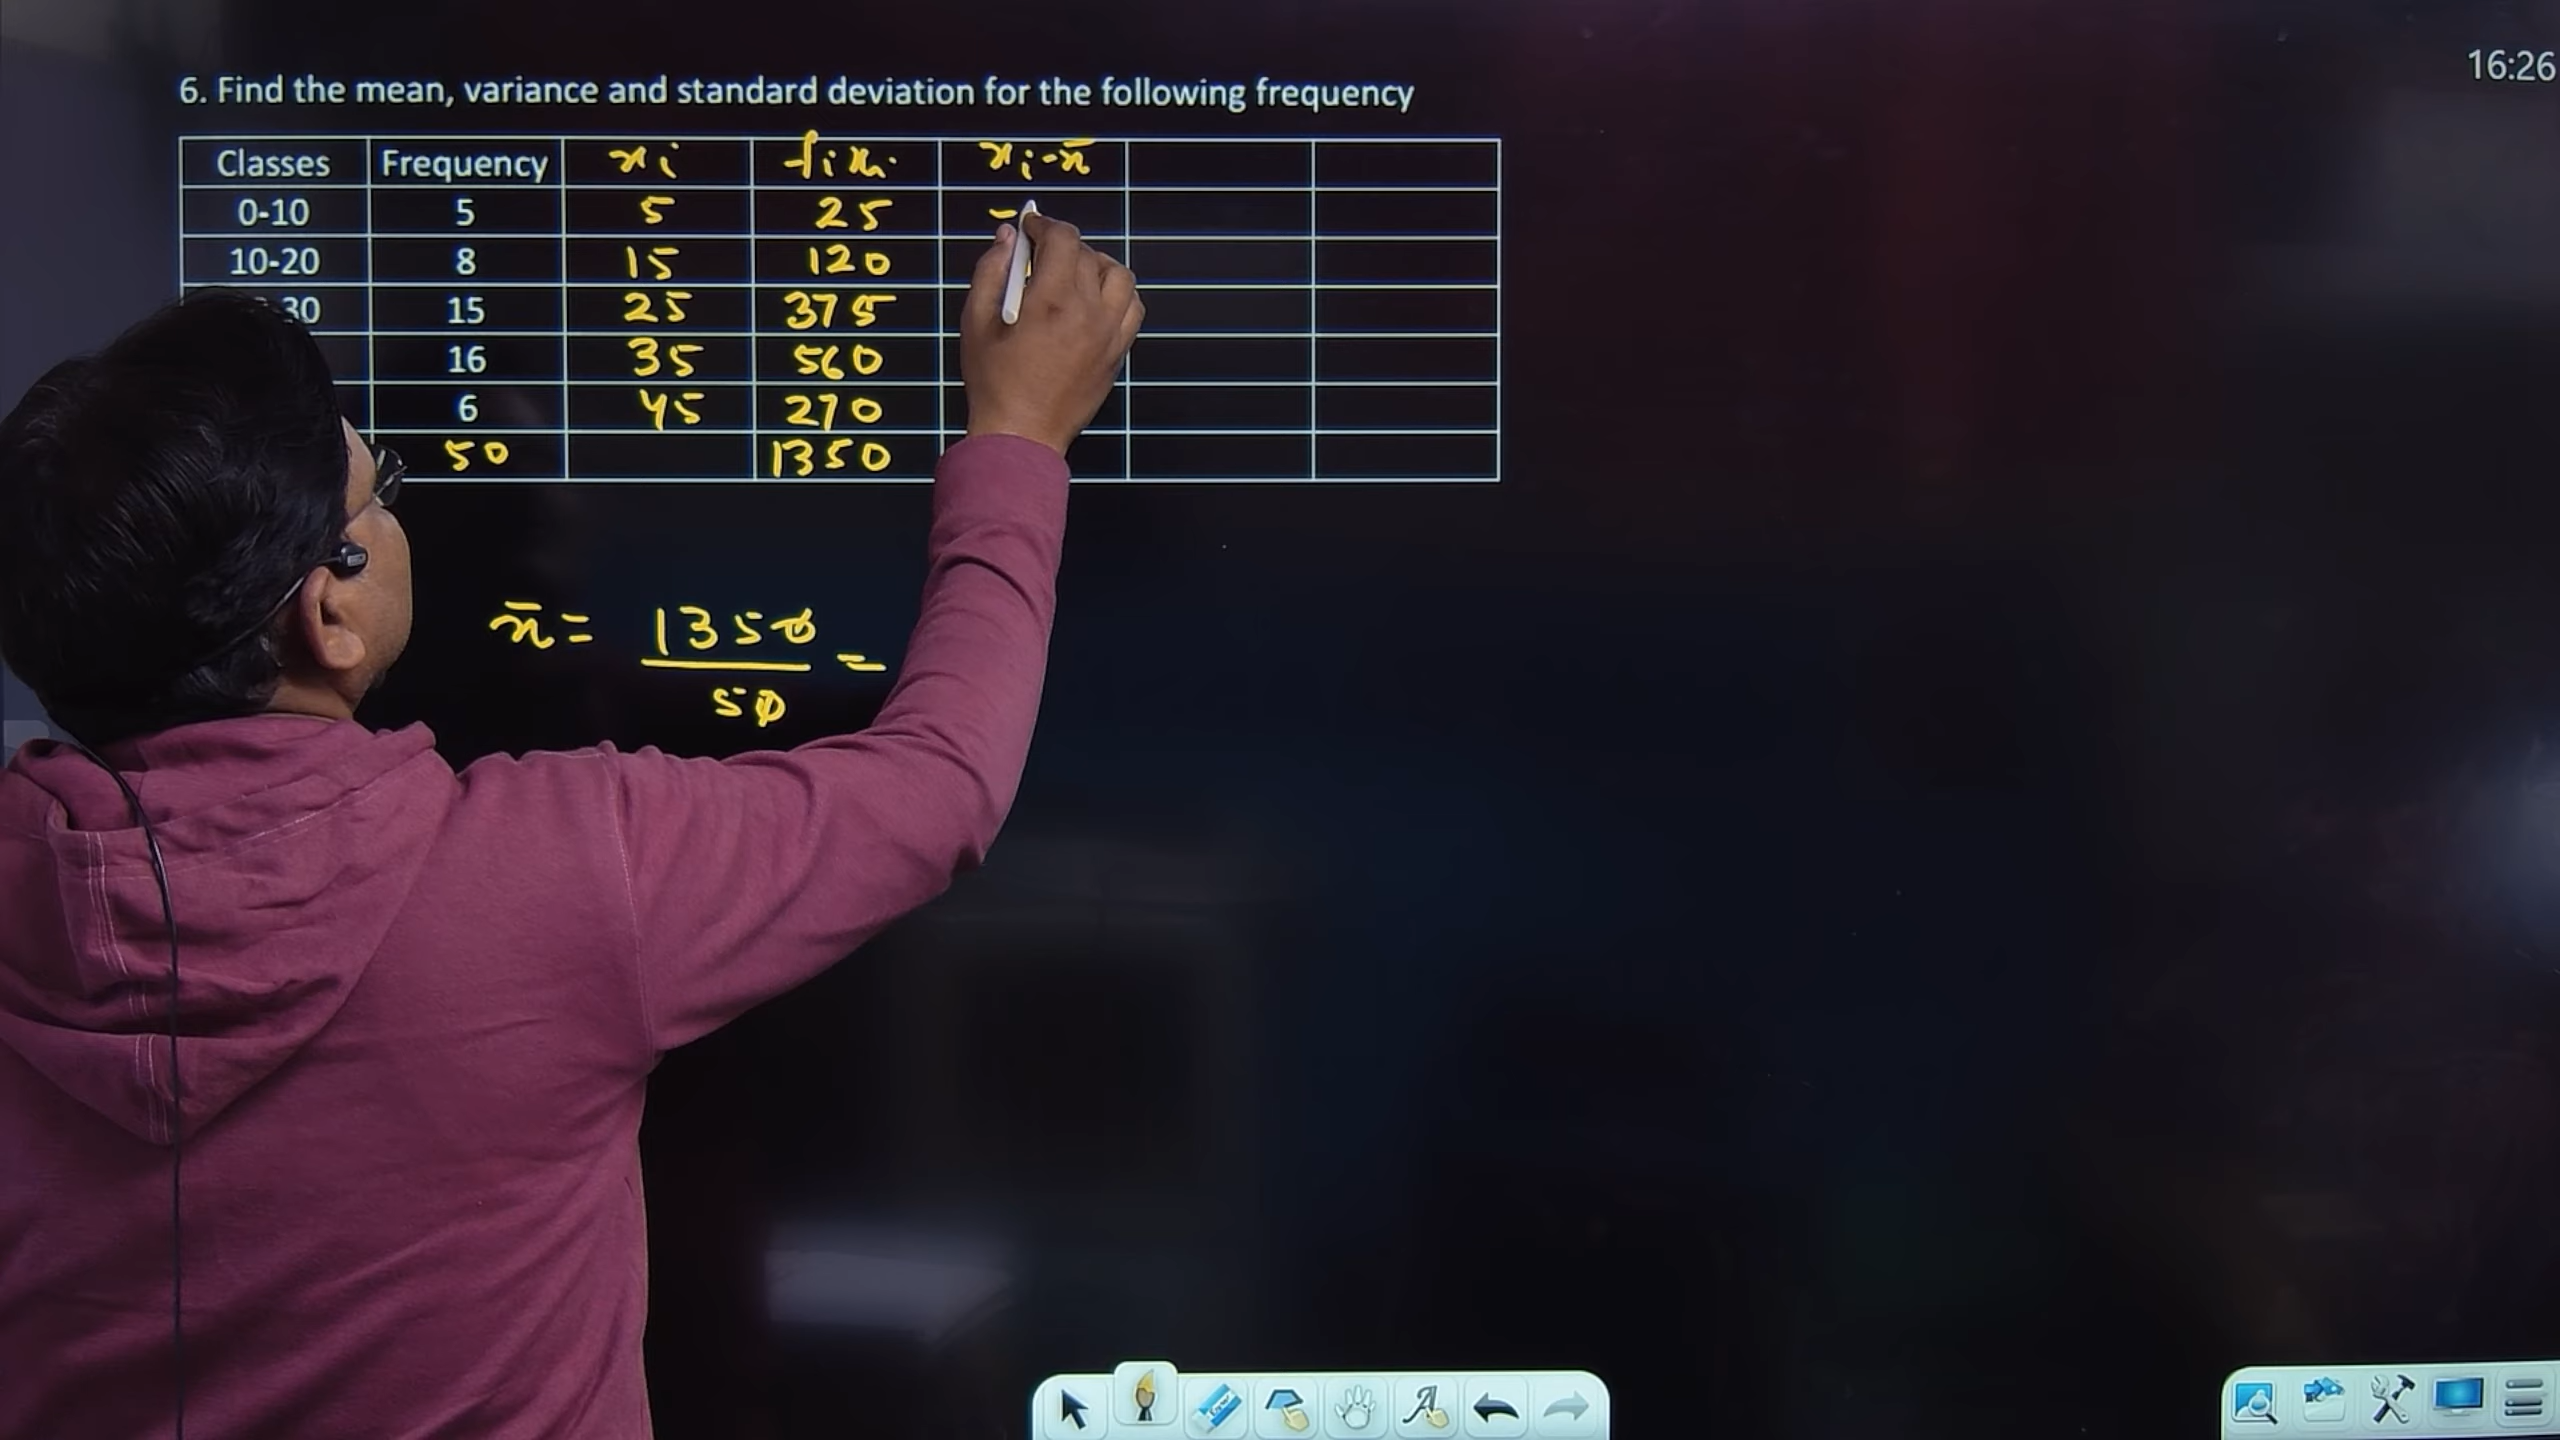 16:26
6. Find the mean, variance and standard deviation for the following frequency
Classes Frequency xi fixi xi-x̄
0-10 5 5 25 -
10-20 8 15 120
30 15 25 375
16 35 560
6 45 270
50 1350
x̄ = 1350 / 50 =